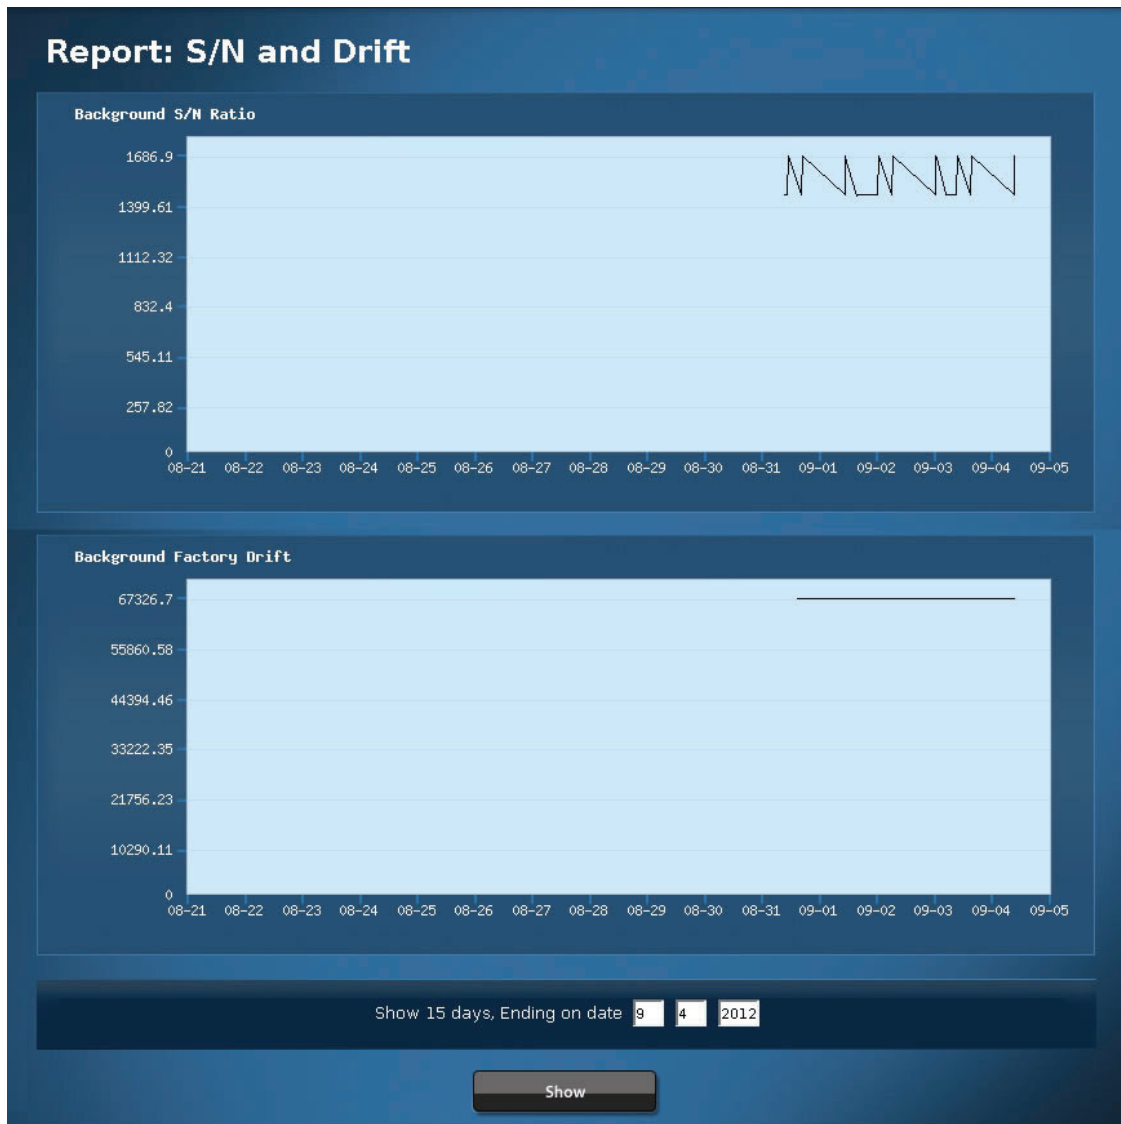 Report: S/N and Drift
Background S/N Ratio
1686.9
1399.61
1112.32
832.4
545.11
257.82
0
08-21 08-22 08-23 08-24 08-25 08-26 08-27 08-28 08-29 08-30 08-31 09-01 09-02 09-03 09-04 09-05
Background Factory Drift
67326.7
55860.58
44394.46
33222.35
21756.23
10290.11
0
08-21 08-22 08-23 08-24 08-25 08-26 08-27 08-28 08-29 08-30 08-31 09-01 09-02 09-03 09-04 09-05
Show 15 days, Ending on date 9 4 2012
Show